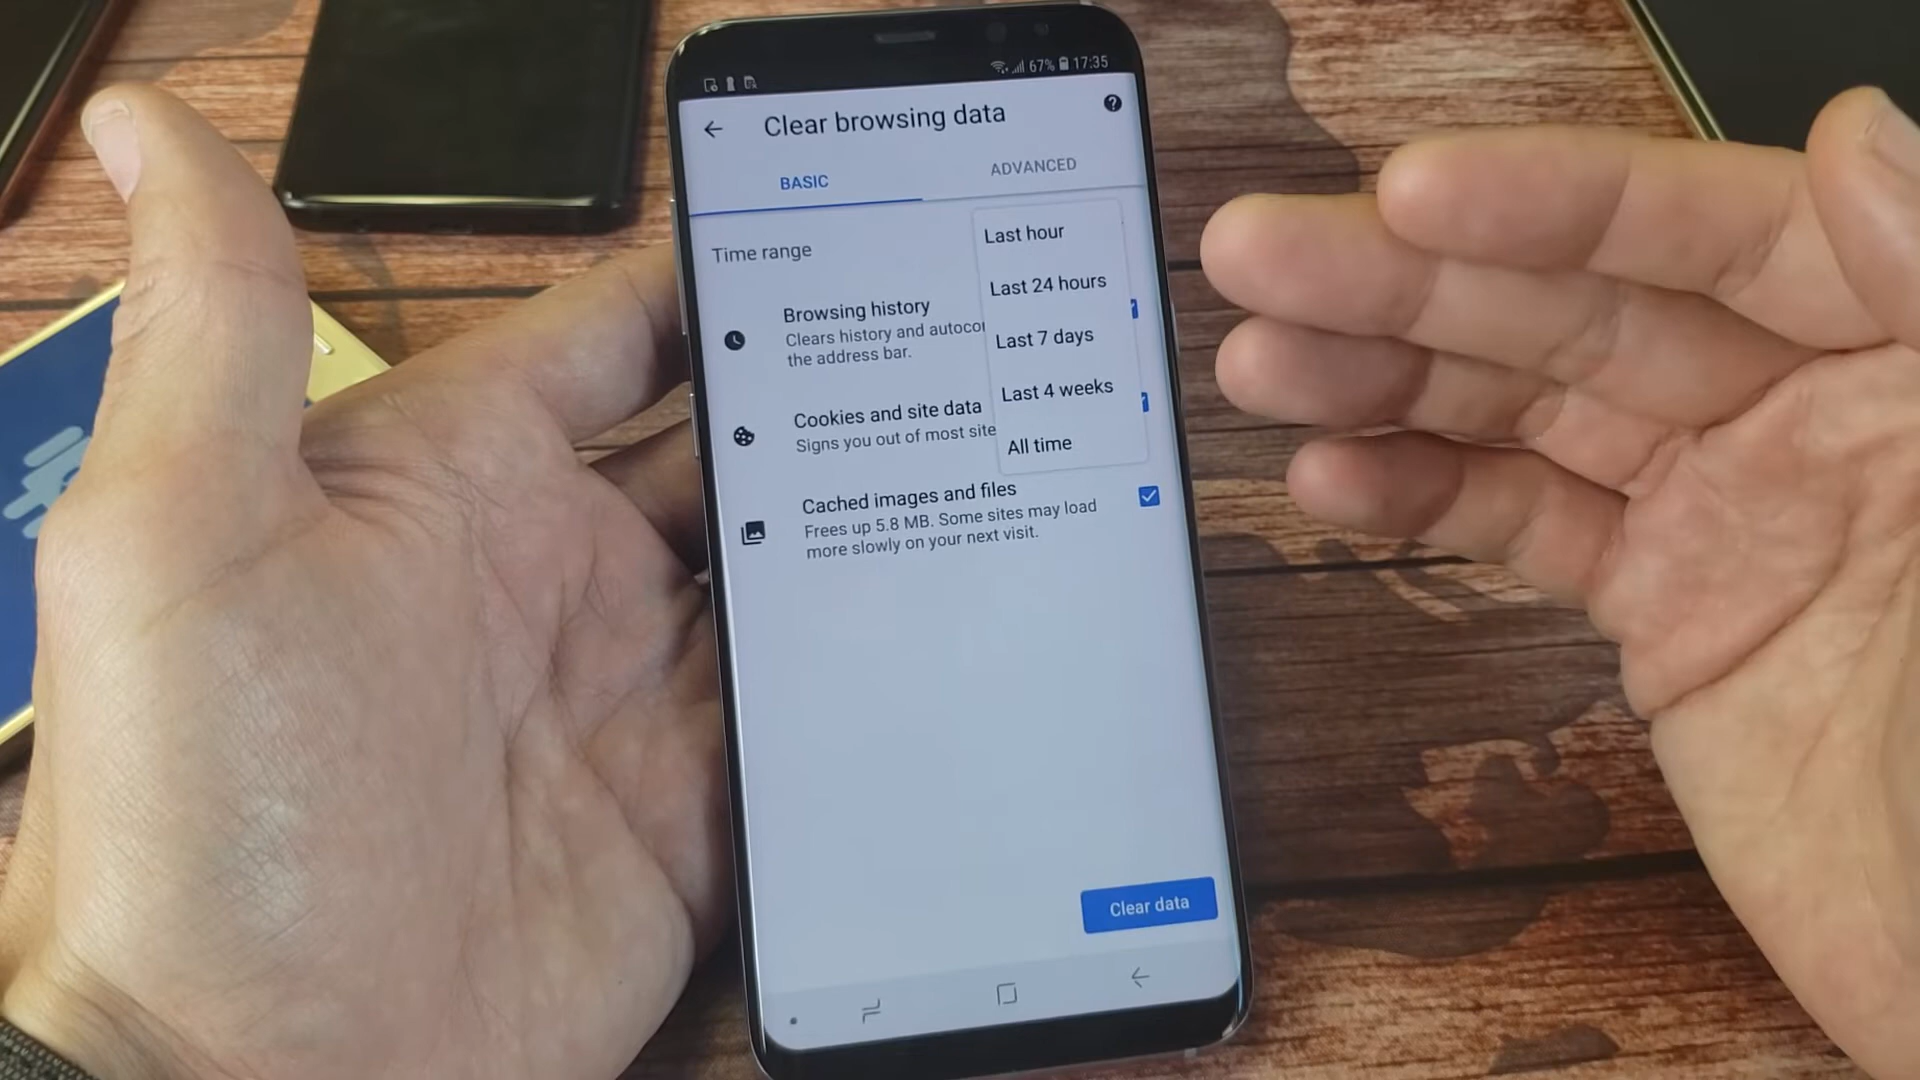 67% 17:35
Clear browsing data
BASIC
ADVANCED
Time range
Last hour
Last 24 hours
Last 7 days
Last 4 weeks
All time
Browsing history
Clears history and
the address bar.
Cookies and site data
Signs you out of most
Cached images and files
Frees up 5.8 MB. Some sites may load
more slowly on your next visit.
Clear data